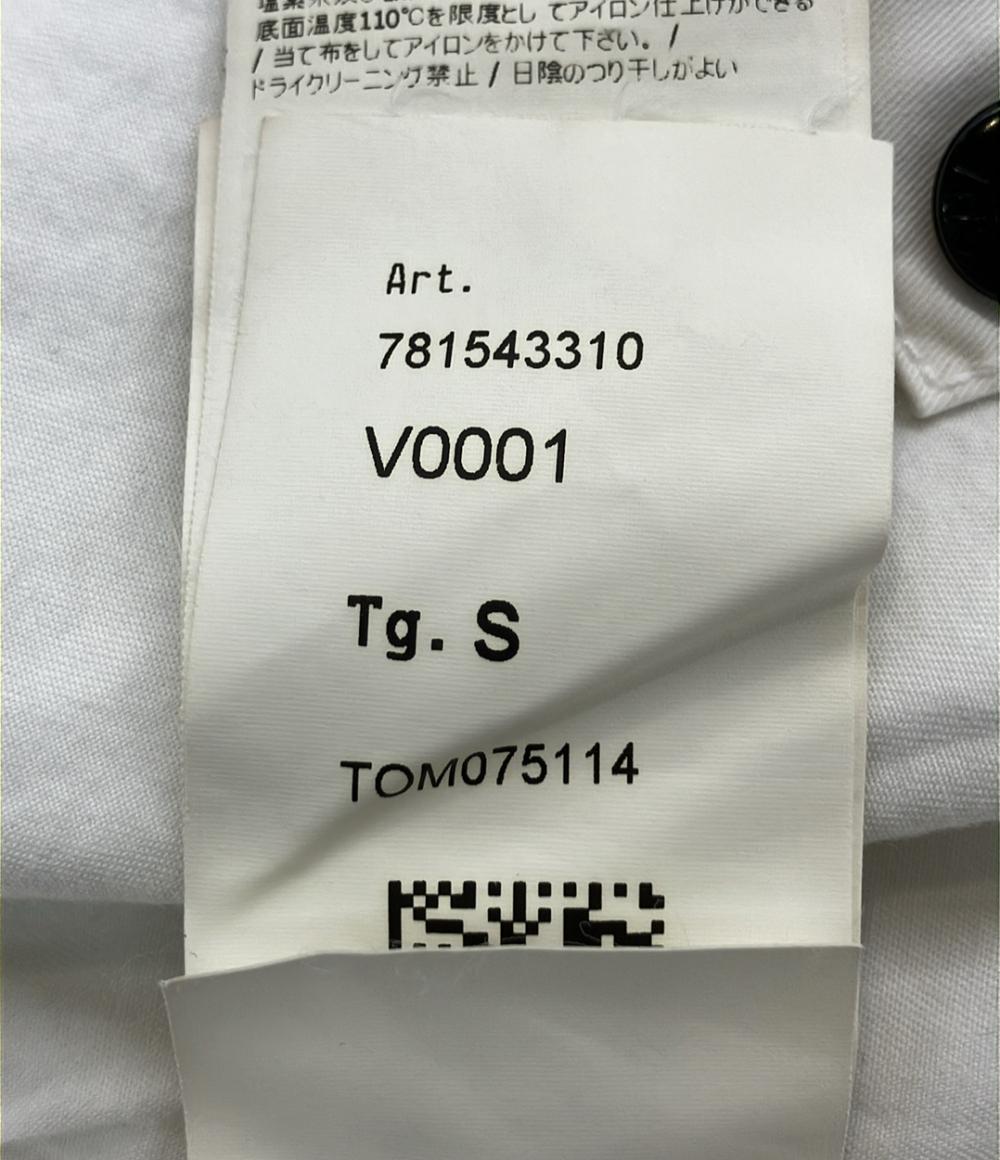 底面温度110℃を限度とし てアイロン仕上げができる
/ 当て布をしてアイロンをかけて下さい。 /
ドライクリーニング禁止 / 日陰のつり干しがよい
Art.
781543310
V0001
Tg. S
TOM075114